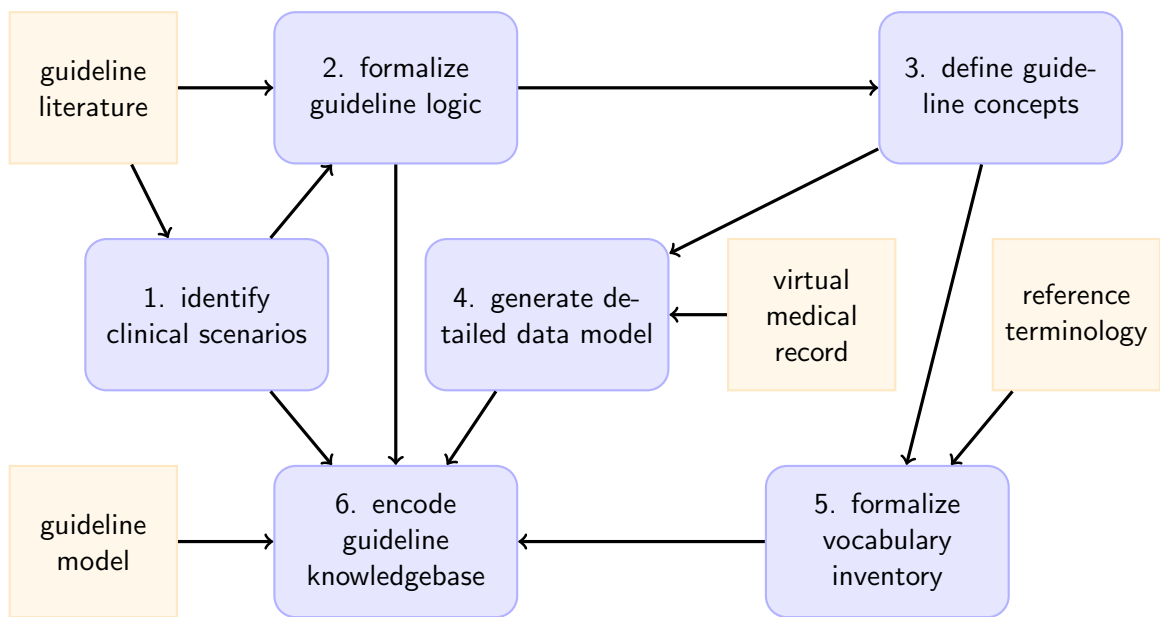 guideline
literature
2. formalize
guideline logic
3. define guide-
line concepts
1. identify
clinical scenarios
4. generate de-
tailed data model
virtual
medical
record
reference
terminology
guideline
model
6. encode
guideline
knowledgebase
5. formalize
vocabulary
inventory